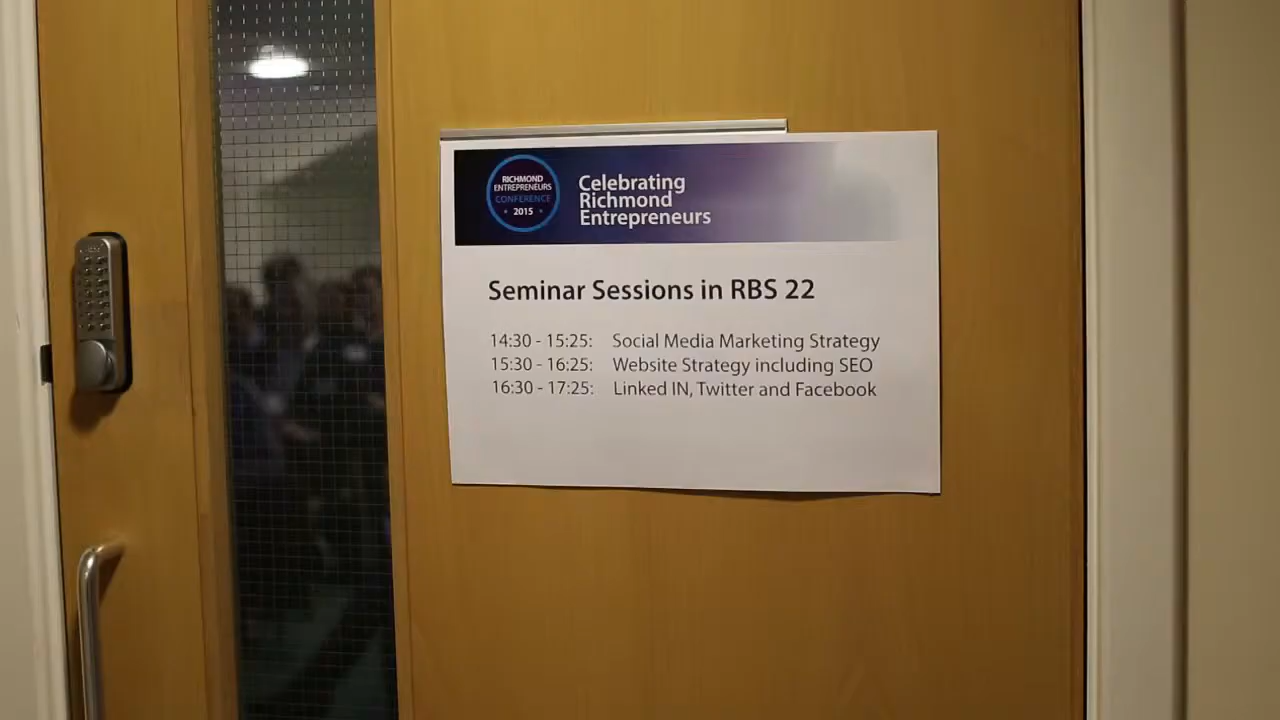 RICHMOND
ENTREPRENEURS
CONFERENCE
• 2015 •
Celebrating
Richmond
Entrepreneurs
Seminar Sessions in RBS 22
14:30 - 15:25: Social Media Marketing Strategy
15:30 - 16:25: Website Strategy including SEO
16:30 - 17:25: Linked IN, Twitter and Facebook